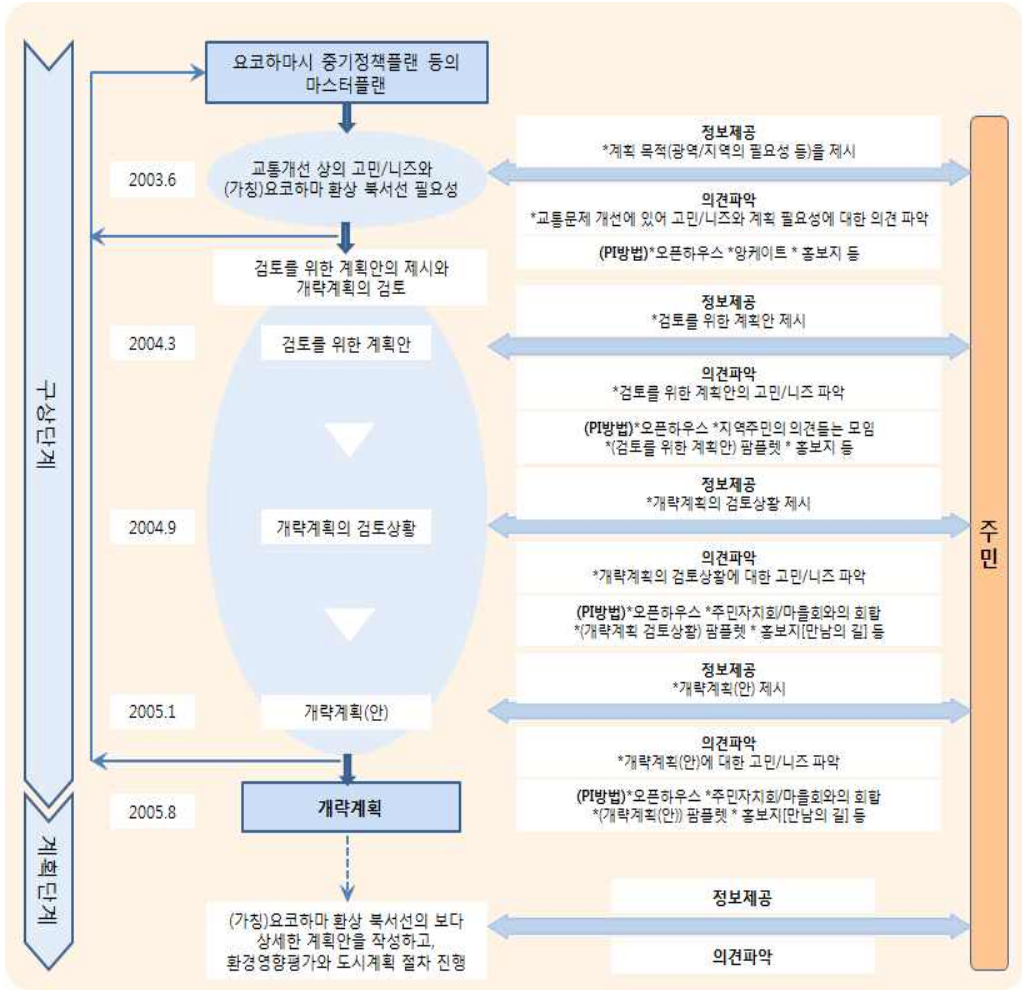 요코하마시 중기정책플랜 등의
마스터플랜
구상단계
2003.6
교통개선 상의 고민/니즈와
(가칭)요코하마 환상 북서선 필요성
정보제공
*계획 목적(광역/지역의 필요성 등)을 제시
의견파악
*교통문제 개선에 있어 고민/니즈와 계획 필요성에 대한 의견 파악
(PI방법)*오픈하우스 *앙케이트 * 홍보지 등
검토를 위한 계획안의 제시와
개략계획의 검토
2004.3
검토를 위한 계획안
정보제공
*검토를 위한 계획안 제시
의견파악
*검토를 위한 계획안의 고민/니즈 파악
(PI방법)*오픈하우스 *지역주민의 의견듣는 모임
*(검토를 위한 계획안) 팜플렛 * 홍보지 등
2004.9
개략계획의 검토상황
정보제공
*개략계획의 검토상황 제시
의견파악
*개략계획의 검토상황에 대한 고민/니즈 파악
(PI방법)*오픈하우스 *주민자치회/마을회와의 회합
*(개략계획 검토상황) 팜플렛 * 홍보지[만남의 길] 등
2005.1
개략계획(안)
정보제공
*개략계획(안) 제시
의견파악
*개략계획(안)에 대한 고민/니즈 파악
(PI방법)*오픈하우스 *주민자치회/마을회와의 회합
*(개략계획(안)) 팜플렛 * 홍보지[만남의 길] 등
2005.8
개략계획
계획단계
(가칭)요코하마 환상 북서선의 보다
상세한 계획안을 작성하고,
환경영향평가와 도시계획 절차 진행
정보제공
의견파악
주민